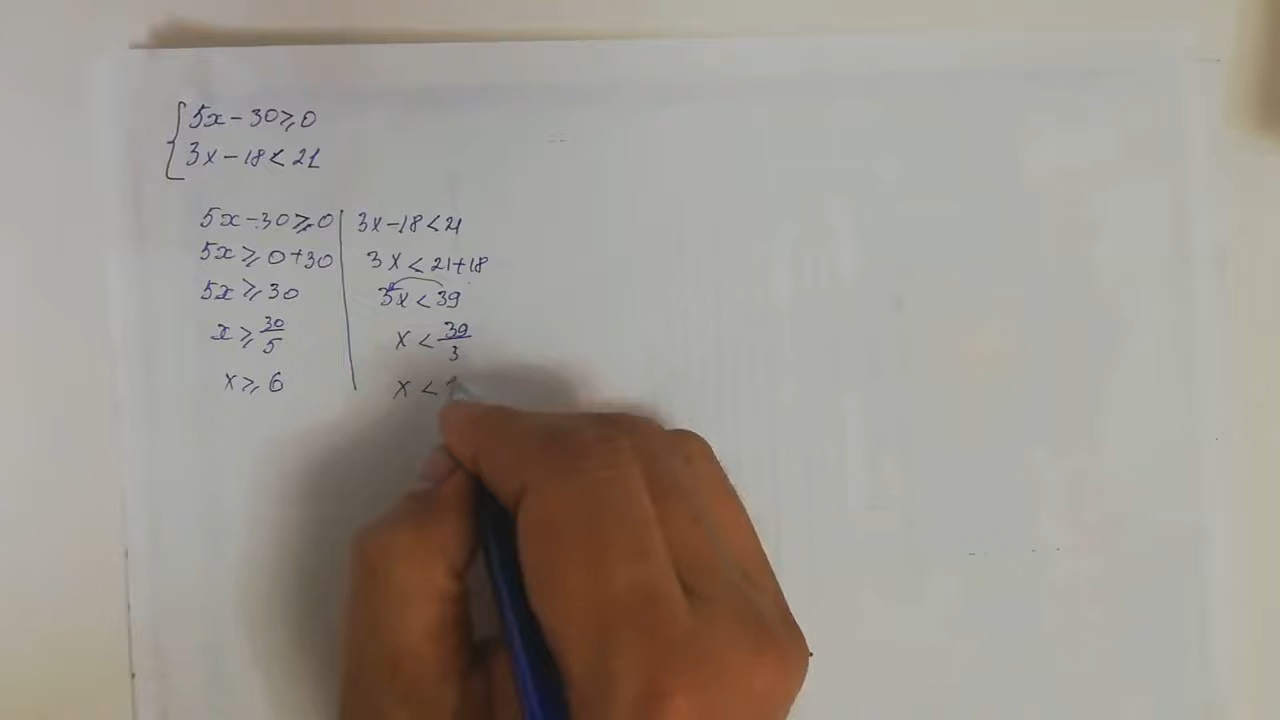 5x - 30 ⩾ 0
3x - 18 < 21
5x - 30 ⩾ 0 | 3x - 18 < 21
5x ⩾ 0 + 30 | 3x < 21 + 18
5x ⩾ 30 | 3x < 39
x ⩾ 30/5 | x < 39/3
x ⩾ 6 | x <